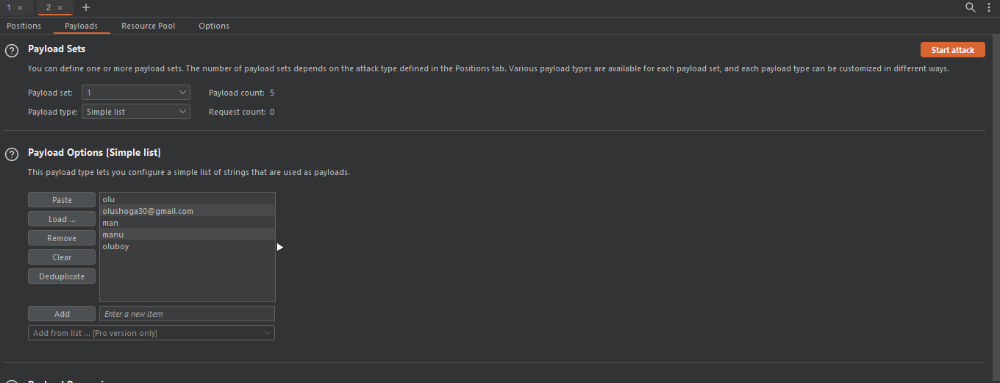 1 × 2 × +
Positions Payloads Resource Pool Options
Payload Sets
Start attack
You can define one or more payload sets. The number of payload sets depends on the attack type defined in the Positions tab. Various payload types are available for each payload set, and each payload type can be customized in different ways.
Payload set: 1 Payload count: 5
Payload type: Simple list Request count: 0
Payload Options [Simple list]
This payload type lets you configure a simple list of strings that are used as payloads.
Paste
Load ...
Remove
Clear
Deduplicate
olu
olushoga30@gmail.com
man
manu
oluboy
Add Enter a new item
Add from list ... [Pro version only]